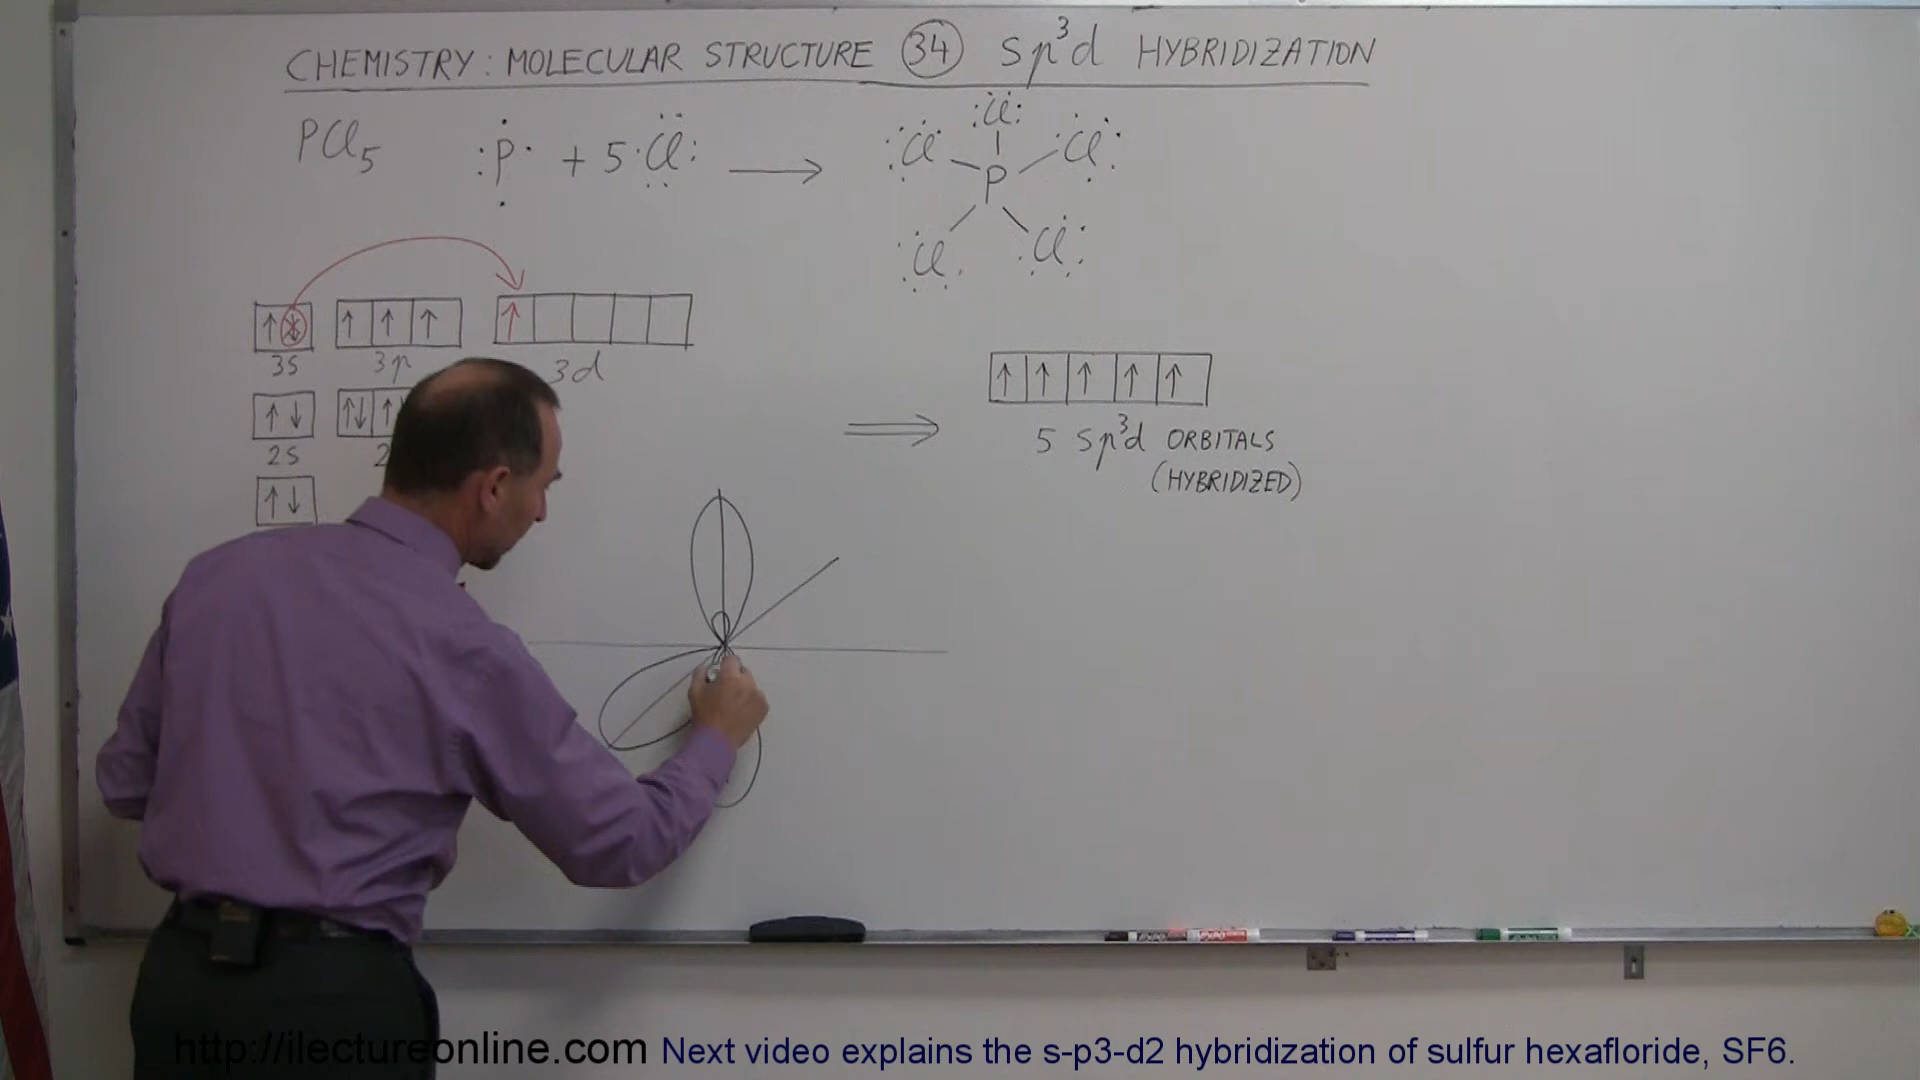 CHEMISTRY: MOLECULAR STRUCTURE 34 sp³d HYBRIDIZATION
PCl₅ :P· + 5·Cl: → Cl Cl Cl
P
Cl Cl
3s 3p 3d
5 sp³d ORBITALS
(HYBRIDIZED)
2s 2
http://ilectureonline.com Next video explains the s-p3-d2 hybridization of sulfur hexafloride, SF6.